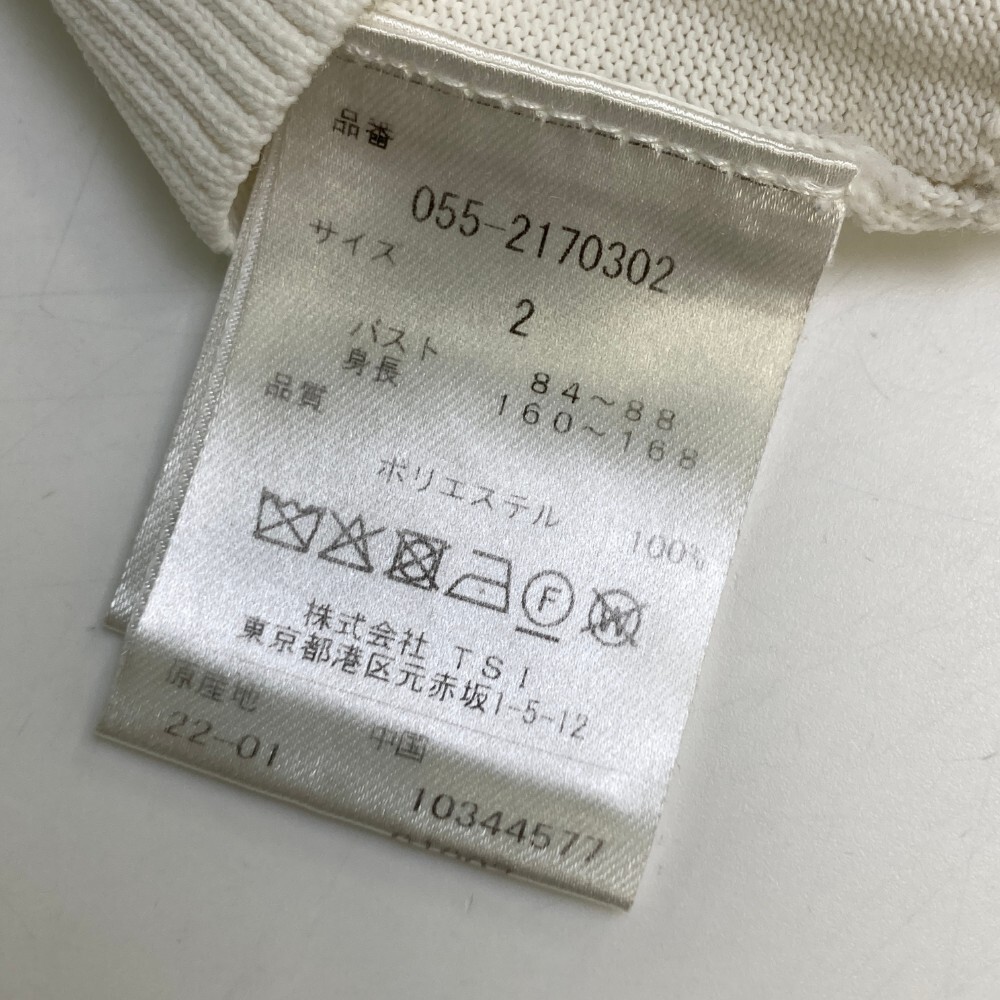 品番
055-2170302
サイズ
2
バスト 84～88
身長 160～168
品質
ポリエステル 100%
F
W
株式会社 TSI
東京都港区元赤坂1-5-12
原産地 中国
22-01
10344577